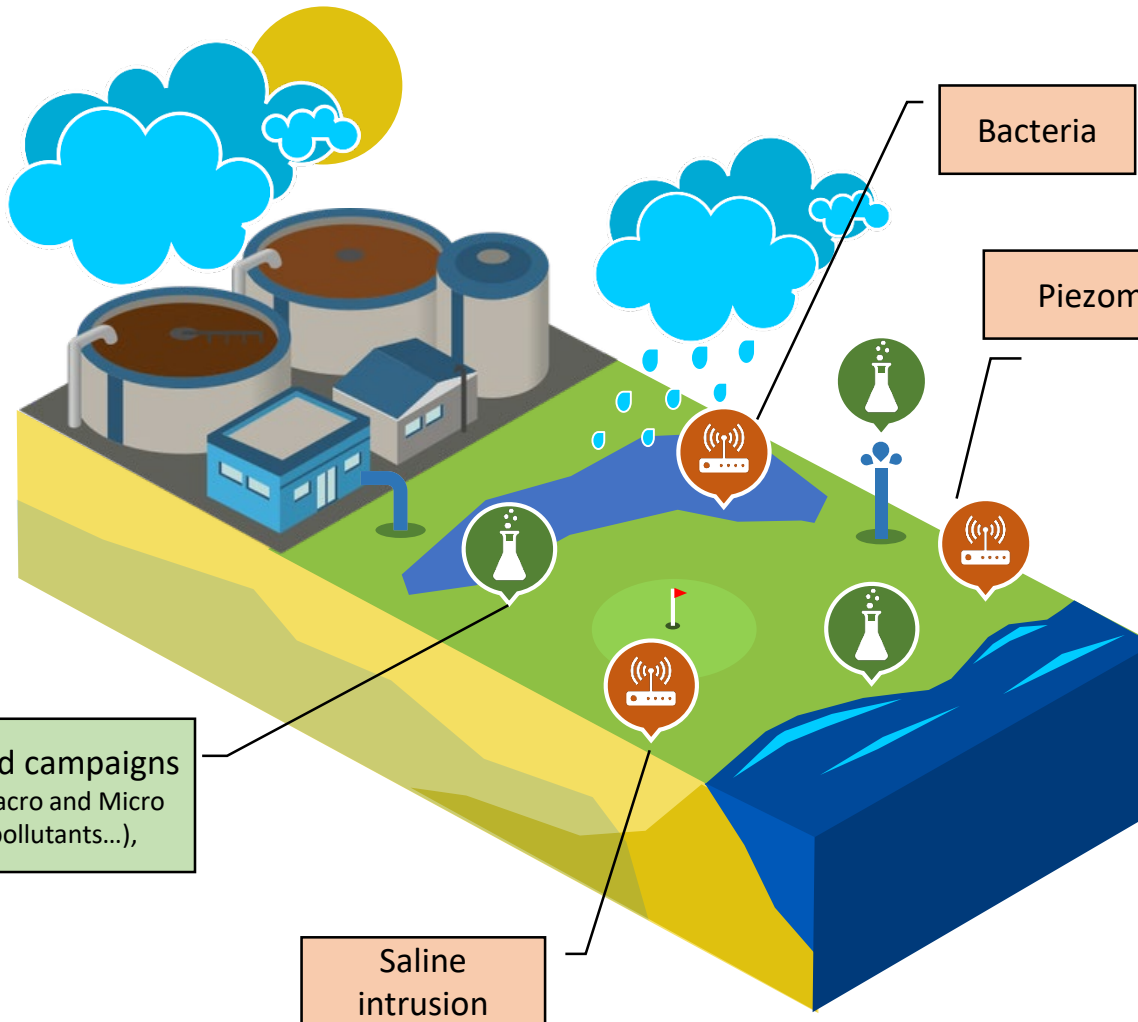 Bacteria
Piezom
d campaigns
acro and Micro
pollutants…),
Saline
intrusion